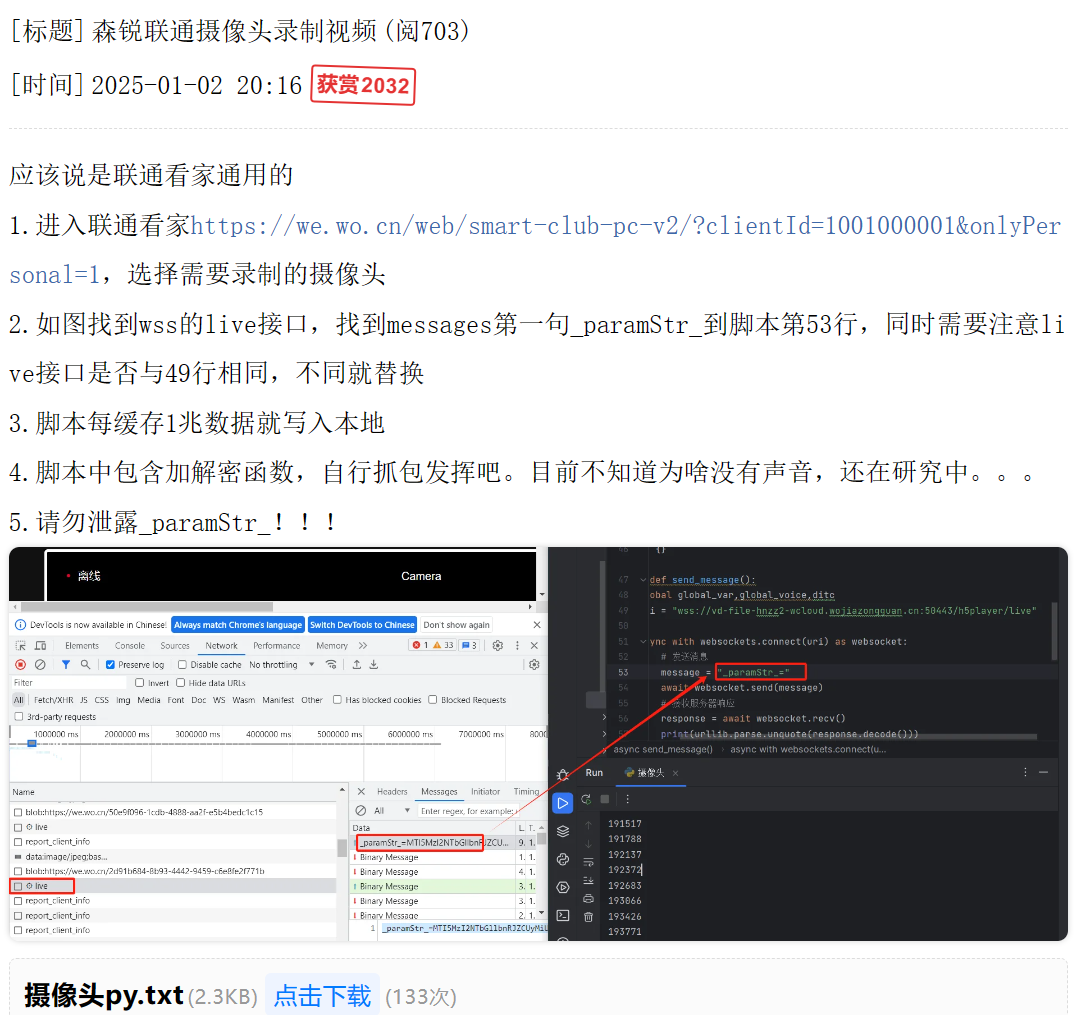 [标题] 森锐联通摄像头录制视频 (阅703)
[时间] 2025-01-02 20:16 获赏2032
应该说是联通看家通用的
1.进入联通看家https://we.wo.cn/web/smart-club-pc-v2/?clientId=1001000001&onlyPer
sonal=1，选择需要录制的摄像头
2.如图找到wss的live接口，找到messages第一句_paramStr_到脚本第53行，同时需要注意li
ve接口是否与49行相同，不同就替换
3.脚本每缓存1兆数据就写入本地
4.脚本中包含加解密函数，自行抓包发挥吧。目前不知道为啥没有声音，还在研究中。。。
5.请勿泄露_paramStr_！！！
离线 Camera
DevTools is now available in Chinese! Always match Chrome's language Switch DevTools to Chinese Don't show again
Elements Console Sources Network Performance Memory 1 33 3
Preserve log Disable cache No throttling
Filter Invert Hide data URLs
All Fetch/XHR JS CSS Img Media Font Doc WS Wasm Manifest Other Has blocked cookies Blocked Requests
3rd-party requests
1000000 ms 2000000 ms 3000000 ms 4000000 ms 5000000 ms 6000000 ms 7000000 ms 8000
Name
blob:https://we.wo.cn/50e9f096-1cdb-4888-aa2f-e5b4bedc1c15
live
report_client_info
data:image/jpeg;bas...
blob:https://we.wo.cn/2d91b684-8b93-4442-9459-c6e8fe2f771b
live
report_client_info
report_client_info
report_client_info
Headers Messages Initiator Timing
All Enter regex, for example:
Data L. T.
_paramStr_=MTI5MzI2NTbGllbnRJZCU... 9. 1.
Binary Message 1. 1.
Binary Message 4. 1.
Binary Message 3. 1.
Binary Message 3. 1.
Binary Message 2. 1.
1 _paramStr_=MTI5MzI2NTbGllbnRJZCUyMiU
46 {}
47 def send_message():
48 obal global_var,global_voice,ditc
49 i = "wss://vd-file-hnzz2-wcloud.wojiazongguan.cn:50443/h5player/live"
50
51 ync with websockets.connect(uri) as websocket:
52 # 发送消息
53 message = "_paramStr_="
54 await websocket.send(message)
55 # 接收服务器响应
56 response = await websocket.recv()
57 print(urllib.parse.unquote(response.decode()))
async send_message() async with websockets.connect(u...
Run 摄像头
191517
191788
192137
192372
192683
193066
193426
193771
摄像头py.txt (2.3KB) 点击下载 (133次)